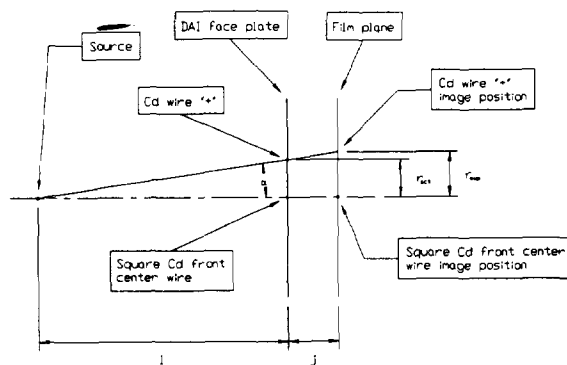 DAI face plate
Film plane
Source
Cd wire "+"
Cd wire "+"
image position
α
r_act
r_exp
Square Cd front
center wire
Square Cd front center
wire image position
l
j